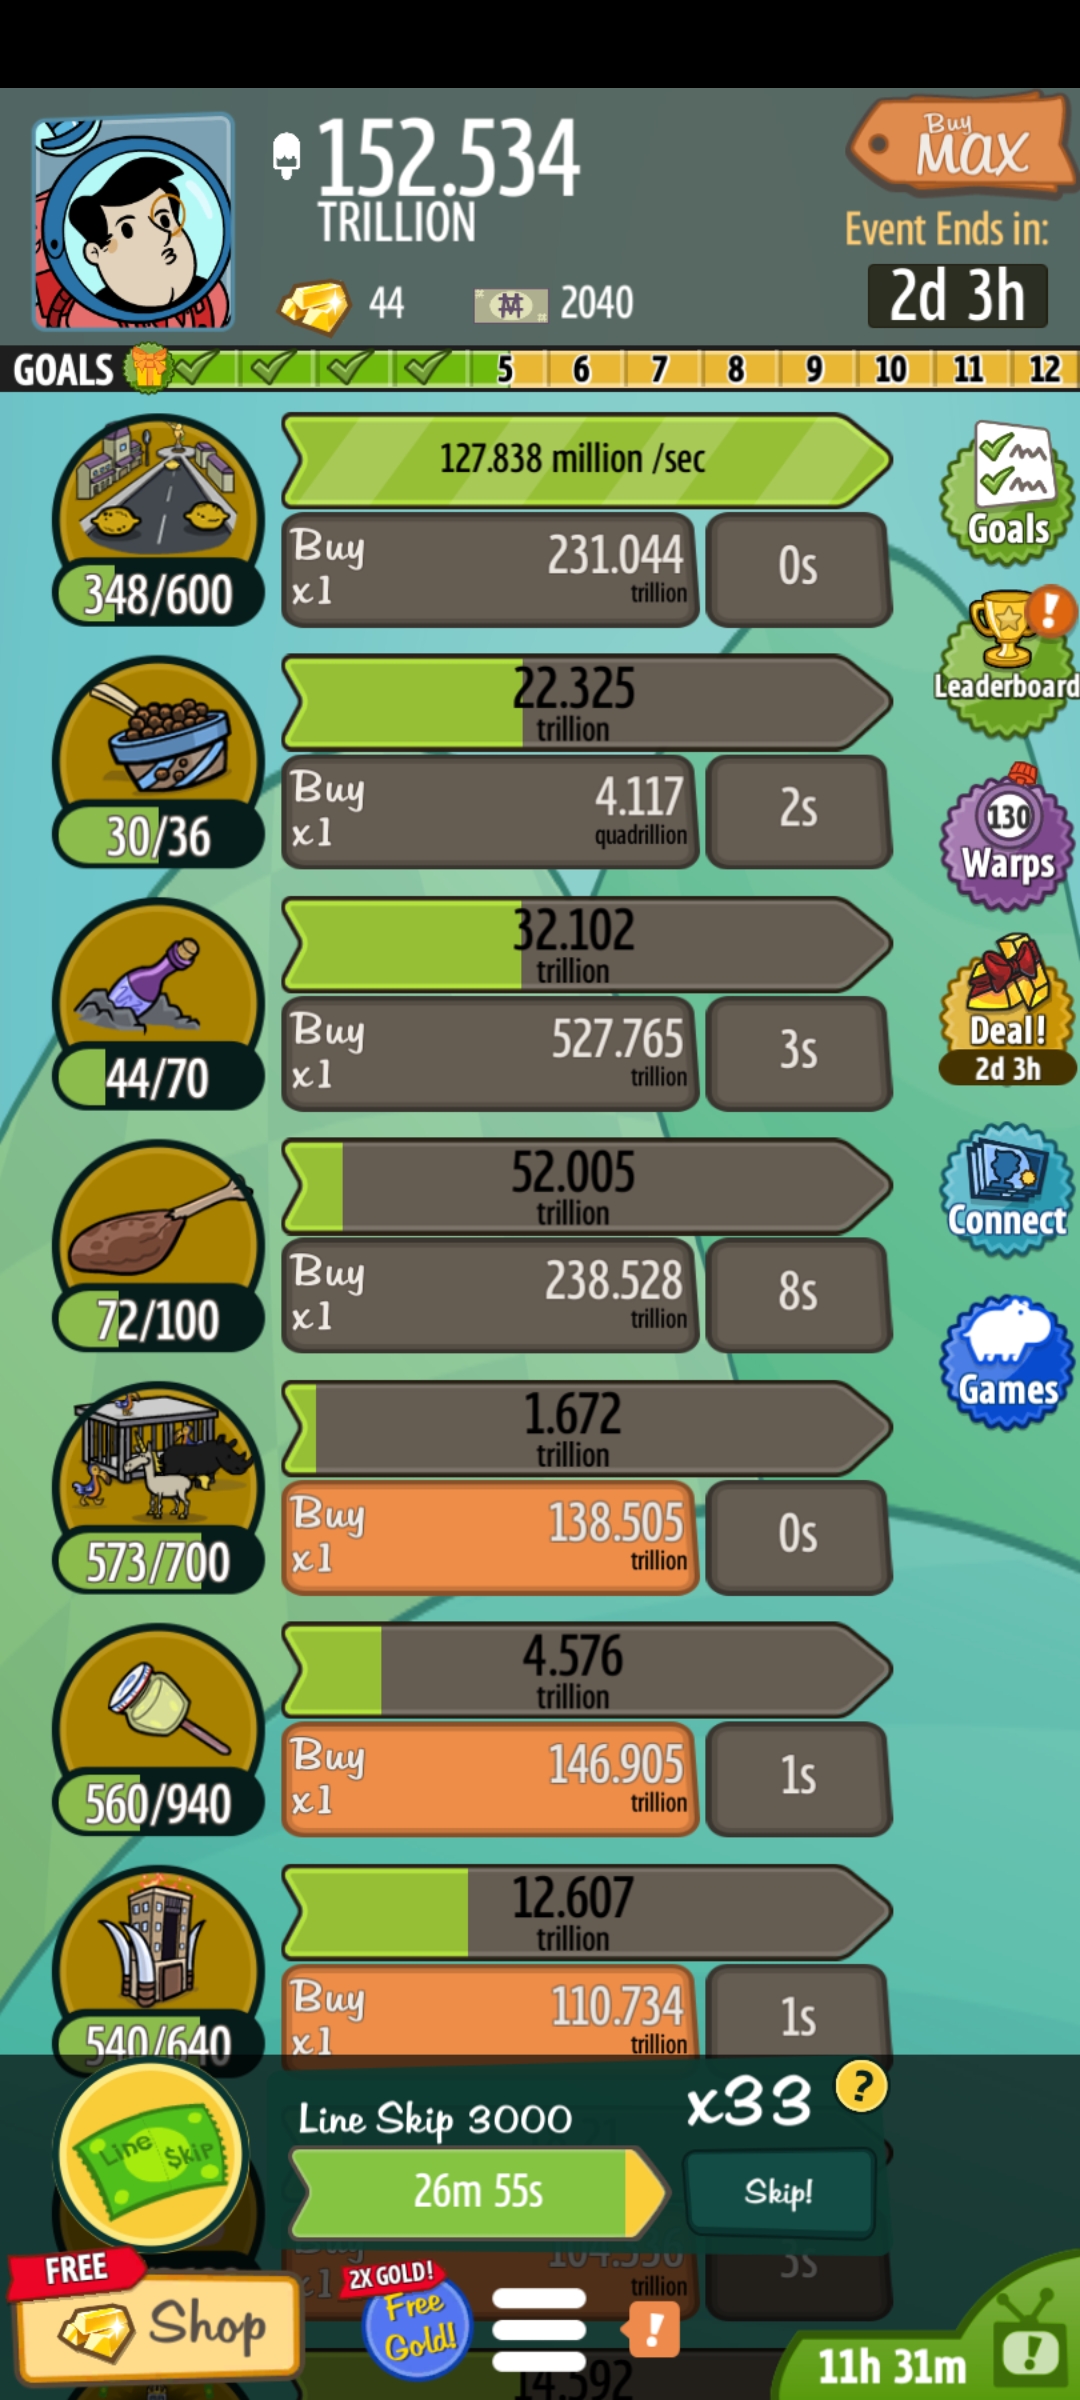 152.534
TRILLION
Buy
MAX
Event Ends in:
44
2040
2d 3h
GOALS
5 6 7 8 9 10 11 12
127.838 million /sec
Buy
x1
231.044
trillion
0s
348/600
Goals
22.325
trillion
Buy
x1
4.117
quadrillion
2s
30/36
Leaderboard
32.102
trillion
Buy
x1
527.765
trillion
3s
44/70
130
Warps
Deal!
2d 3h
52.005
trillion
Buy
x1
238.528
trillion
8s
72/100
Connect
1.672
trillion
Buy
x1
138.505
trillion
0s
573/700
Games
4.576
trillion
Buy
x1
146.905
trillion
1s
560/940
12.607
trillion
Buy
x1
110.734
trillion
1s
540/640
Line Skip
Line Skip 3000
x33
?
26m 55s
Skip!
trillion
3s
FREE
Shop
2X GOLD!
Free
Gold!
!
14.592
11h 31m